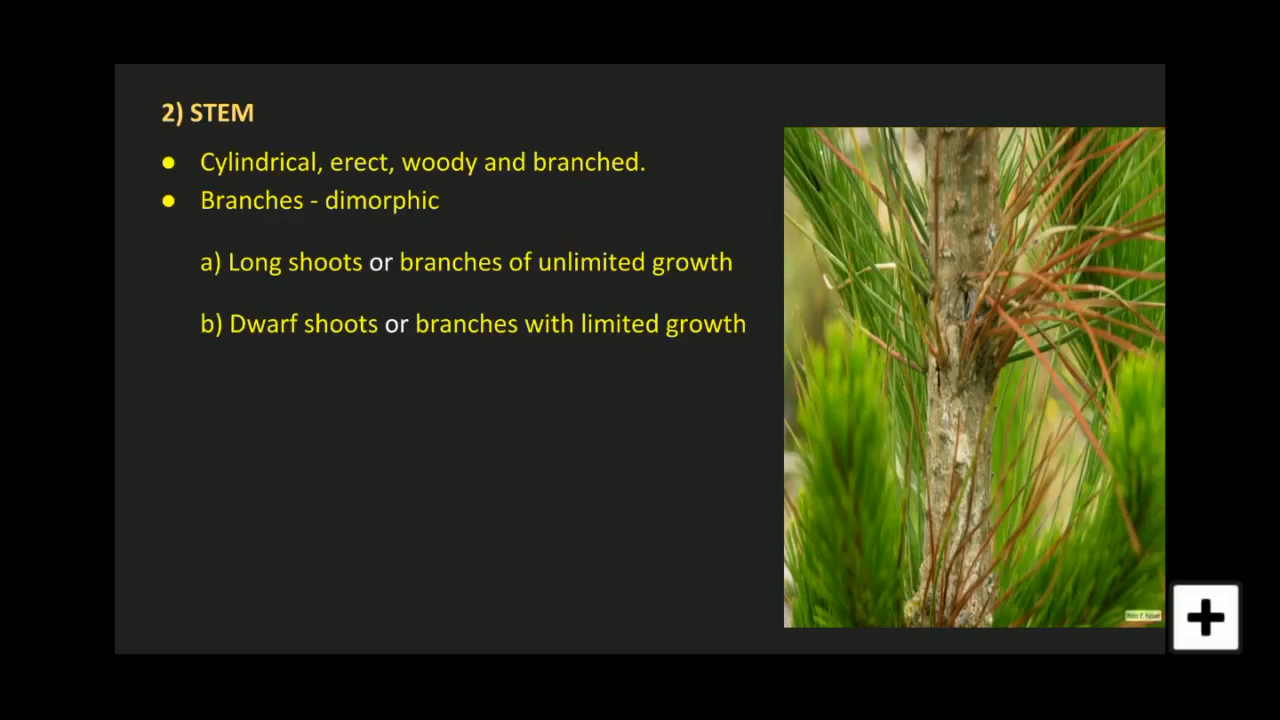 2) STEM
● Cylindrical, erect, woody and branched.
● Branches - dimorphic
a) Long shoots or branches of unlimited growth
b) Dwarf shoots or branches with limited growth